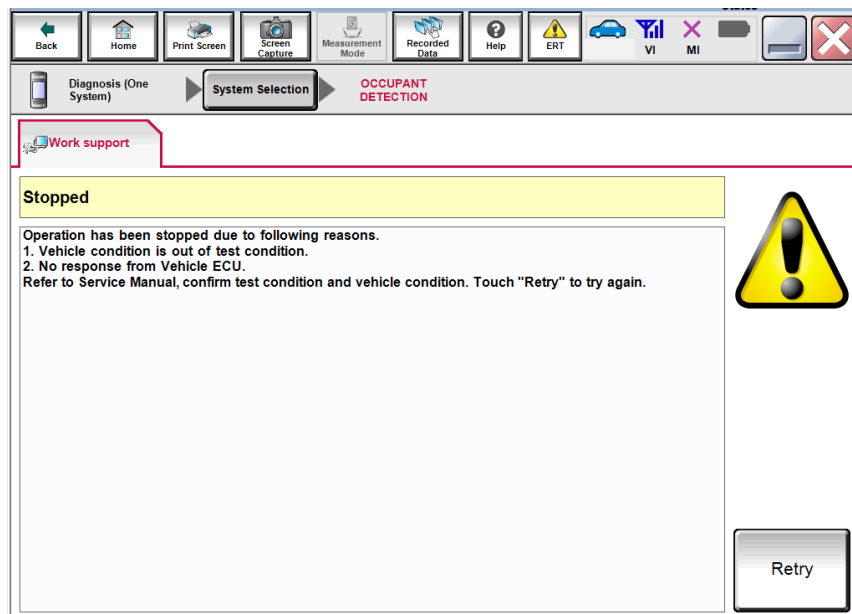 Back
Home
Print Screen
Screen
Capture
Measurement
Mode
Recorded
Data
Help
ERT
VI
MI
Diagnosis (One
System)
System Selection
OCCUPANT
DETECTION
Work support
Stopped
Operation has been stopped due to following reasons.
1. Vehicle condition is out of test condition.
2. No response from Vehicle ECU.
Refer to Service Manual, confirm test condition and vehicle condition. Touch "Retry" to try again.
Retry